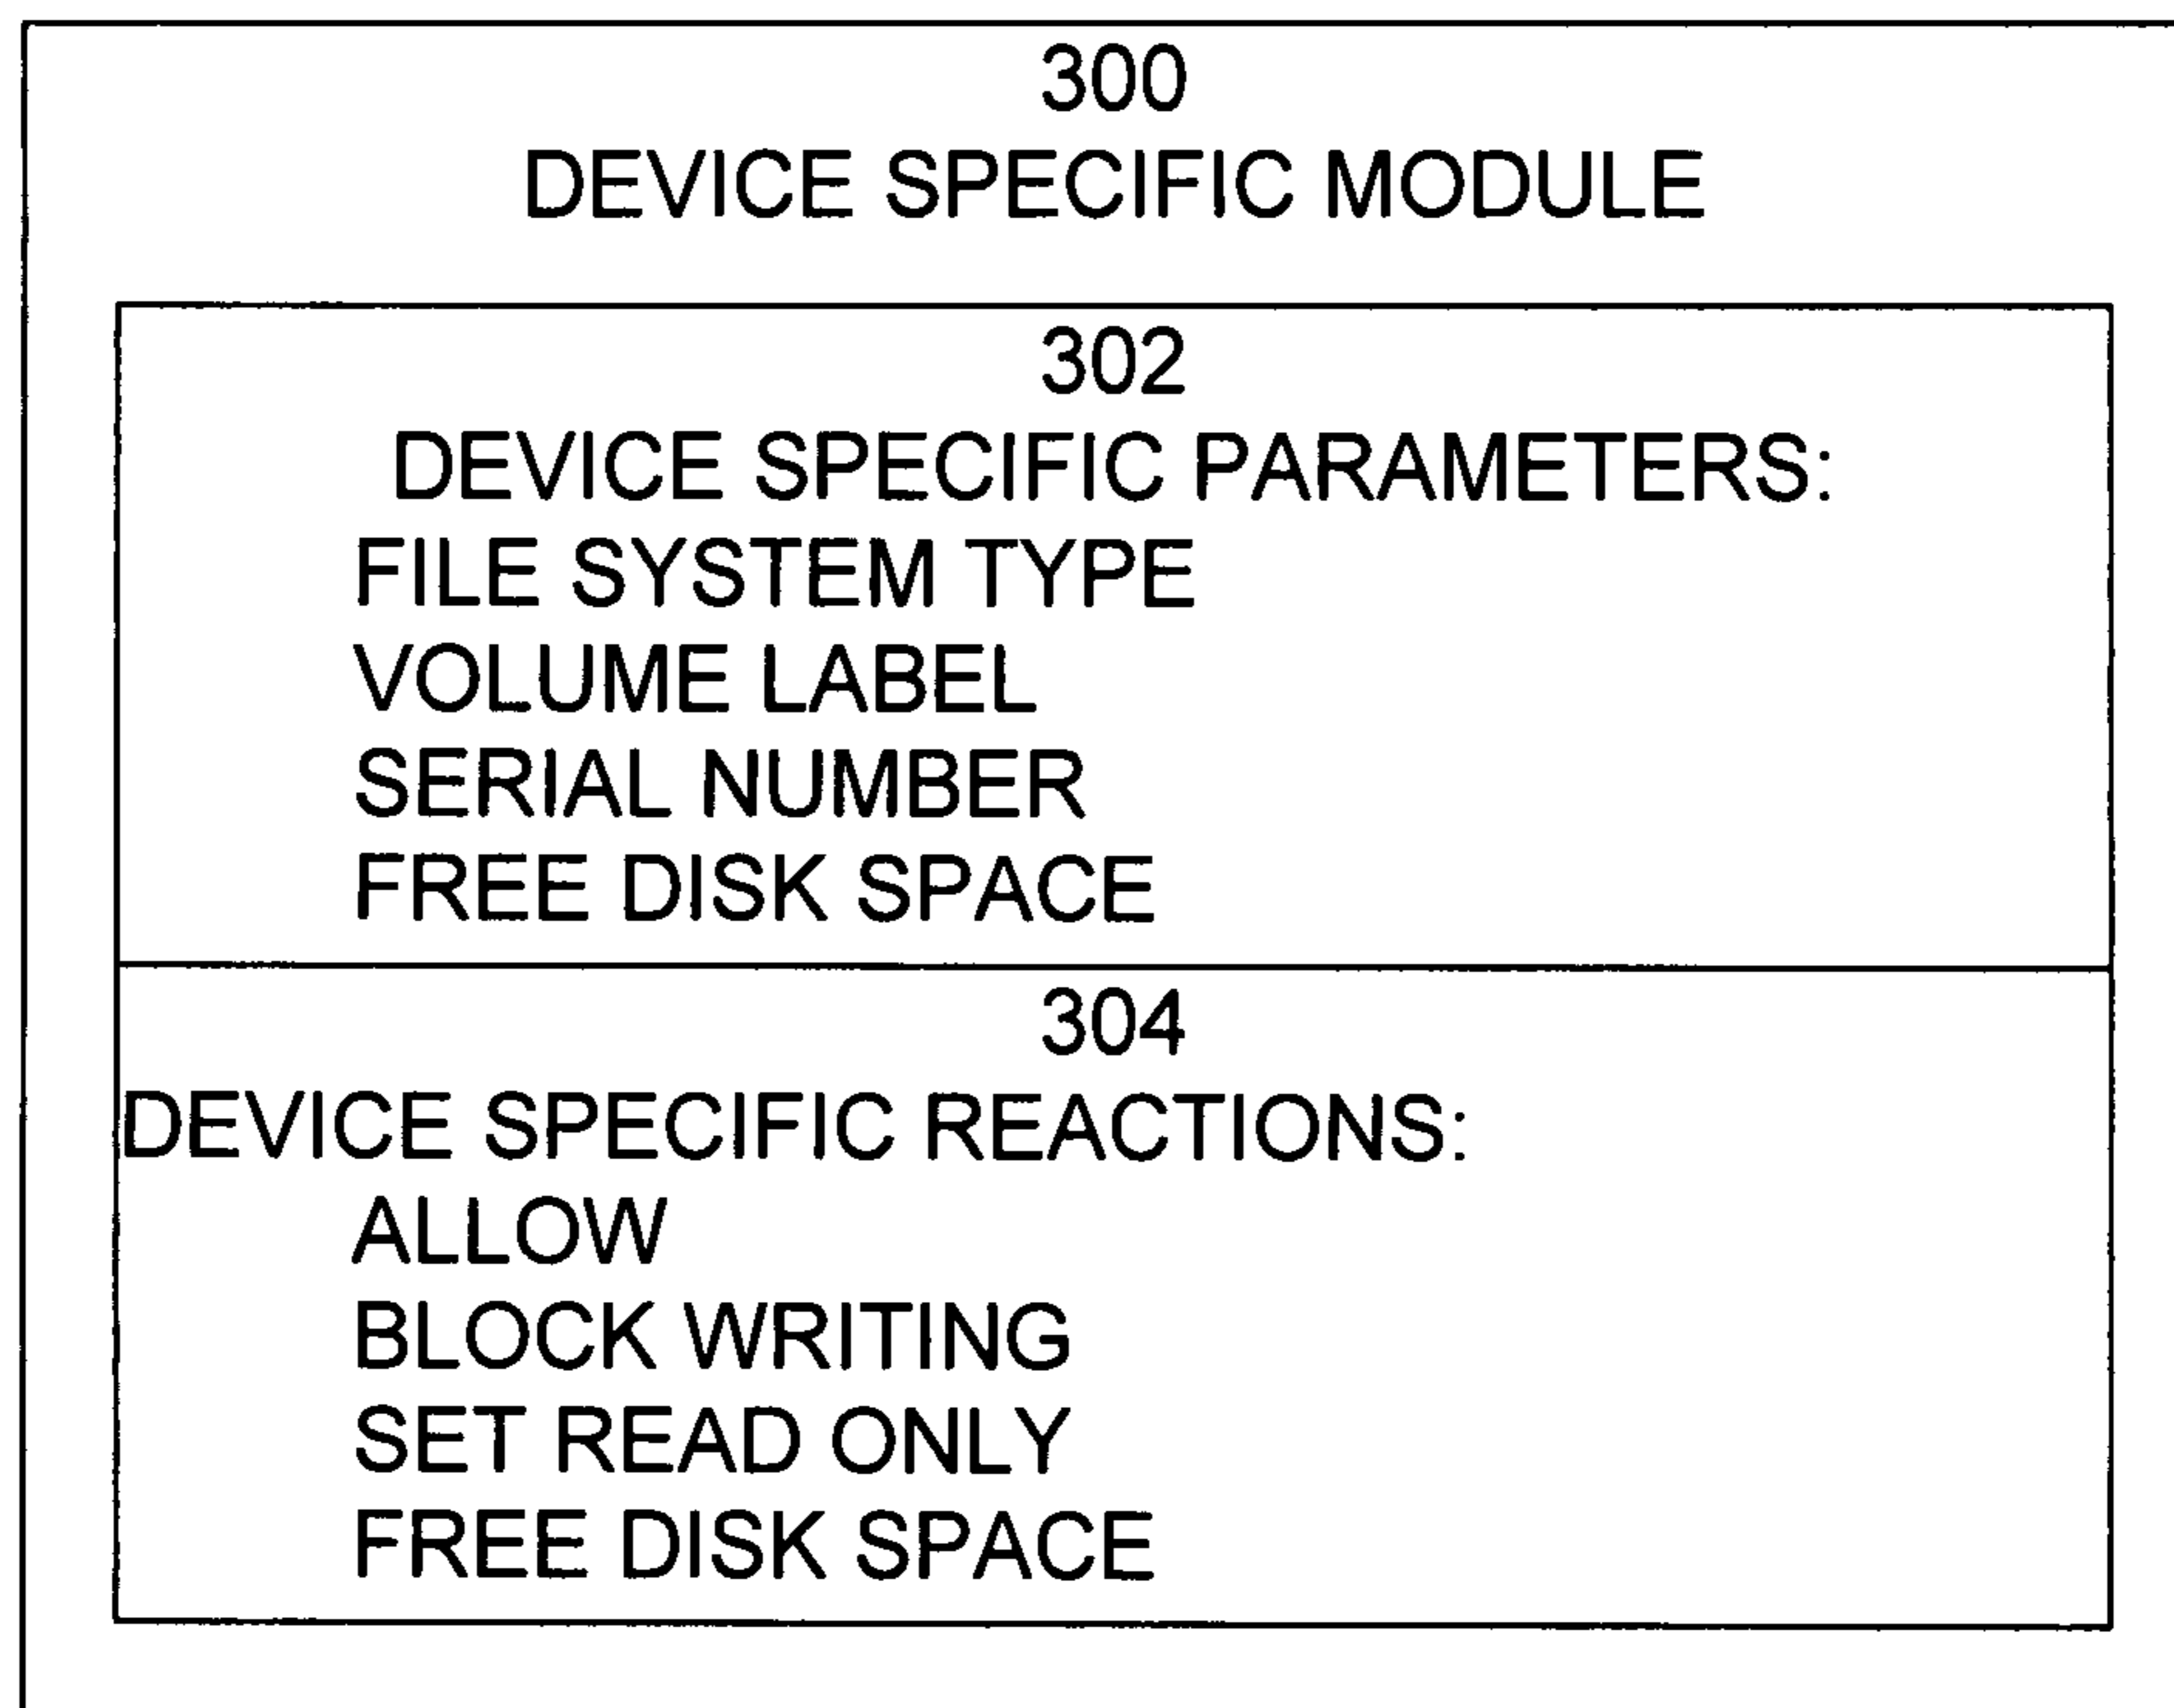 300
DEVICE SPECIFIC MODULE
302
DEVICE SPECIFIC PARAMETERS:
FILE SYSTEM TYPE
VOLUME LABEL
SERIAL NUMBER
FREE DISK SPACE
304
DEVICE SPECIFIC REACTIONS:
ALLOW
BLOCK WRITING
SET READ ONLY
FREE DISK SPACE